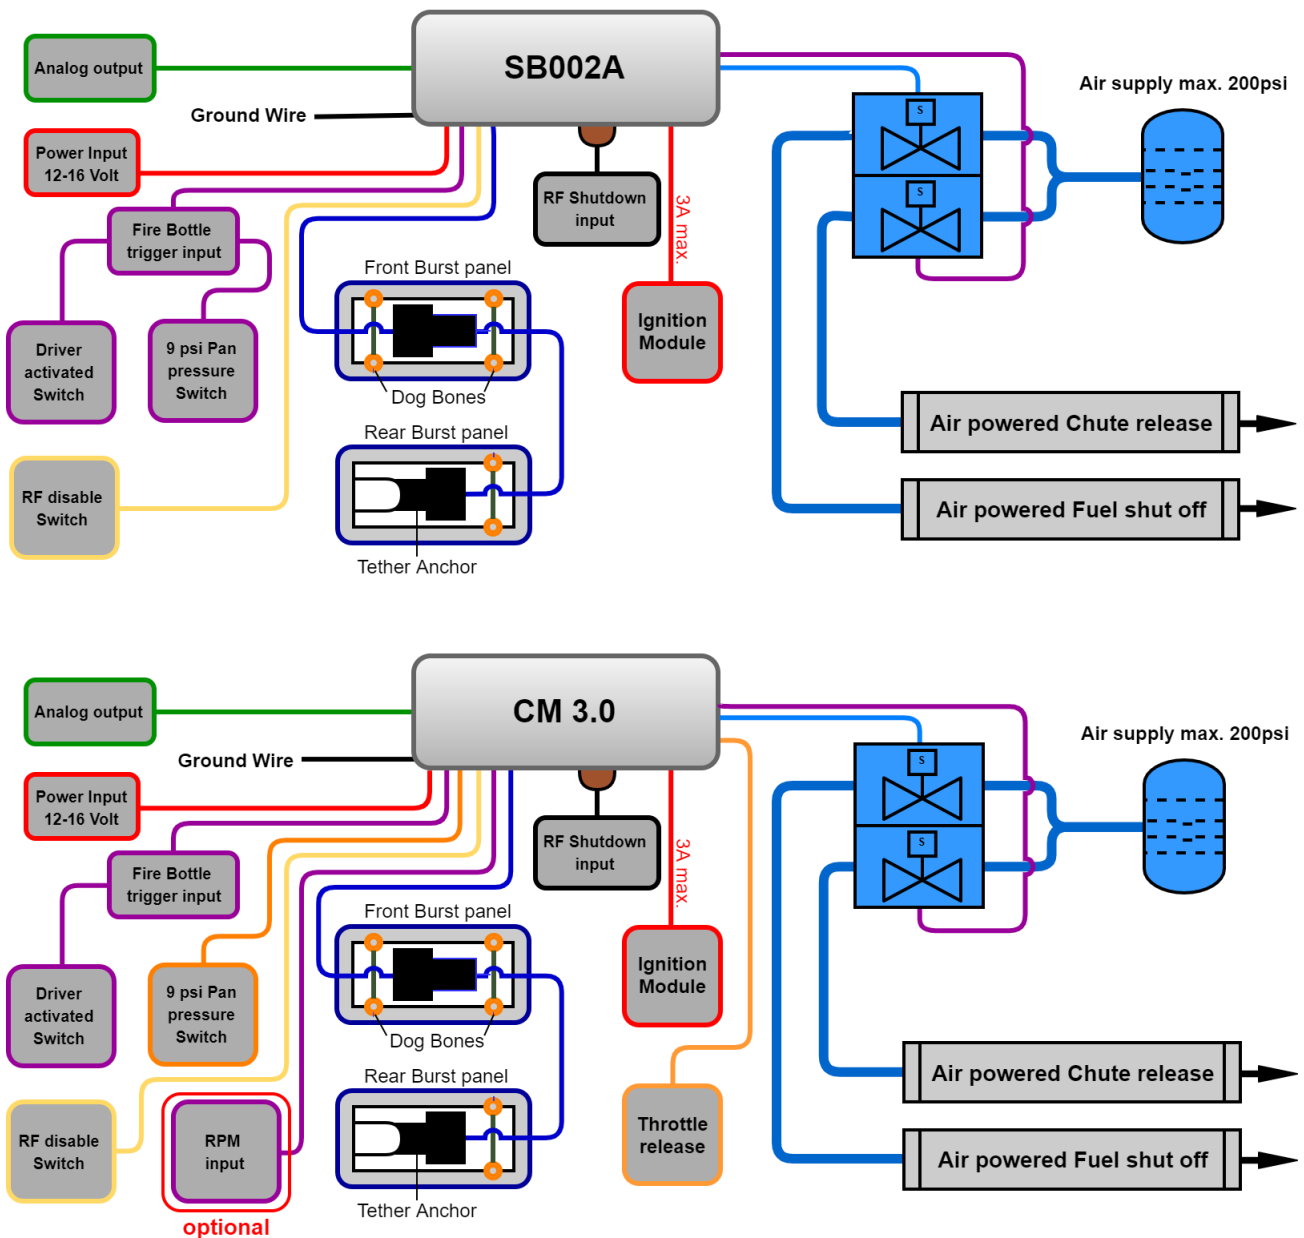 SB002A
Analog output
Ground Wire
Air supply max. 200psi
Power Input
12-16 Volt
S
S
RF Shutdown
input
3A max.
Fire Bottle
trigger input
Front Burst panel
Ignition
Module
Driver
activated
Switch
9 psi Pan
pressure
Switch
Dog Bones
Air powered Chute release
Rear Burst panel
RF disable
Switch
Air powered Fuel shut off
Tether Anchor
CM 3.0
Analog output
Ground Wire
Air supply max. 200psi
Power Input
12-16 Volt
S
S
RF Shutdown
input
3A max.
Fire Bottle
trigger input
Front Burst panel
Ignition
Module
Driver
activated
Switch
9 psi Pan
pressure
Switch
Dog Bones
Air powered Chute release
Rear Burst panel
RF disable
Switch
RPM
input
Throttle
release
Air powered Fuel shut off
Tether Anchor
optional